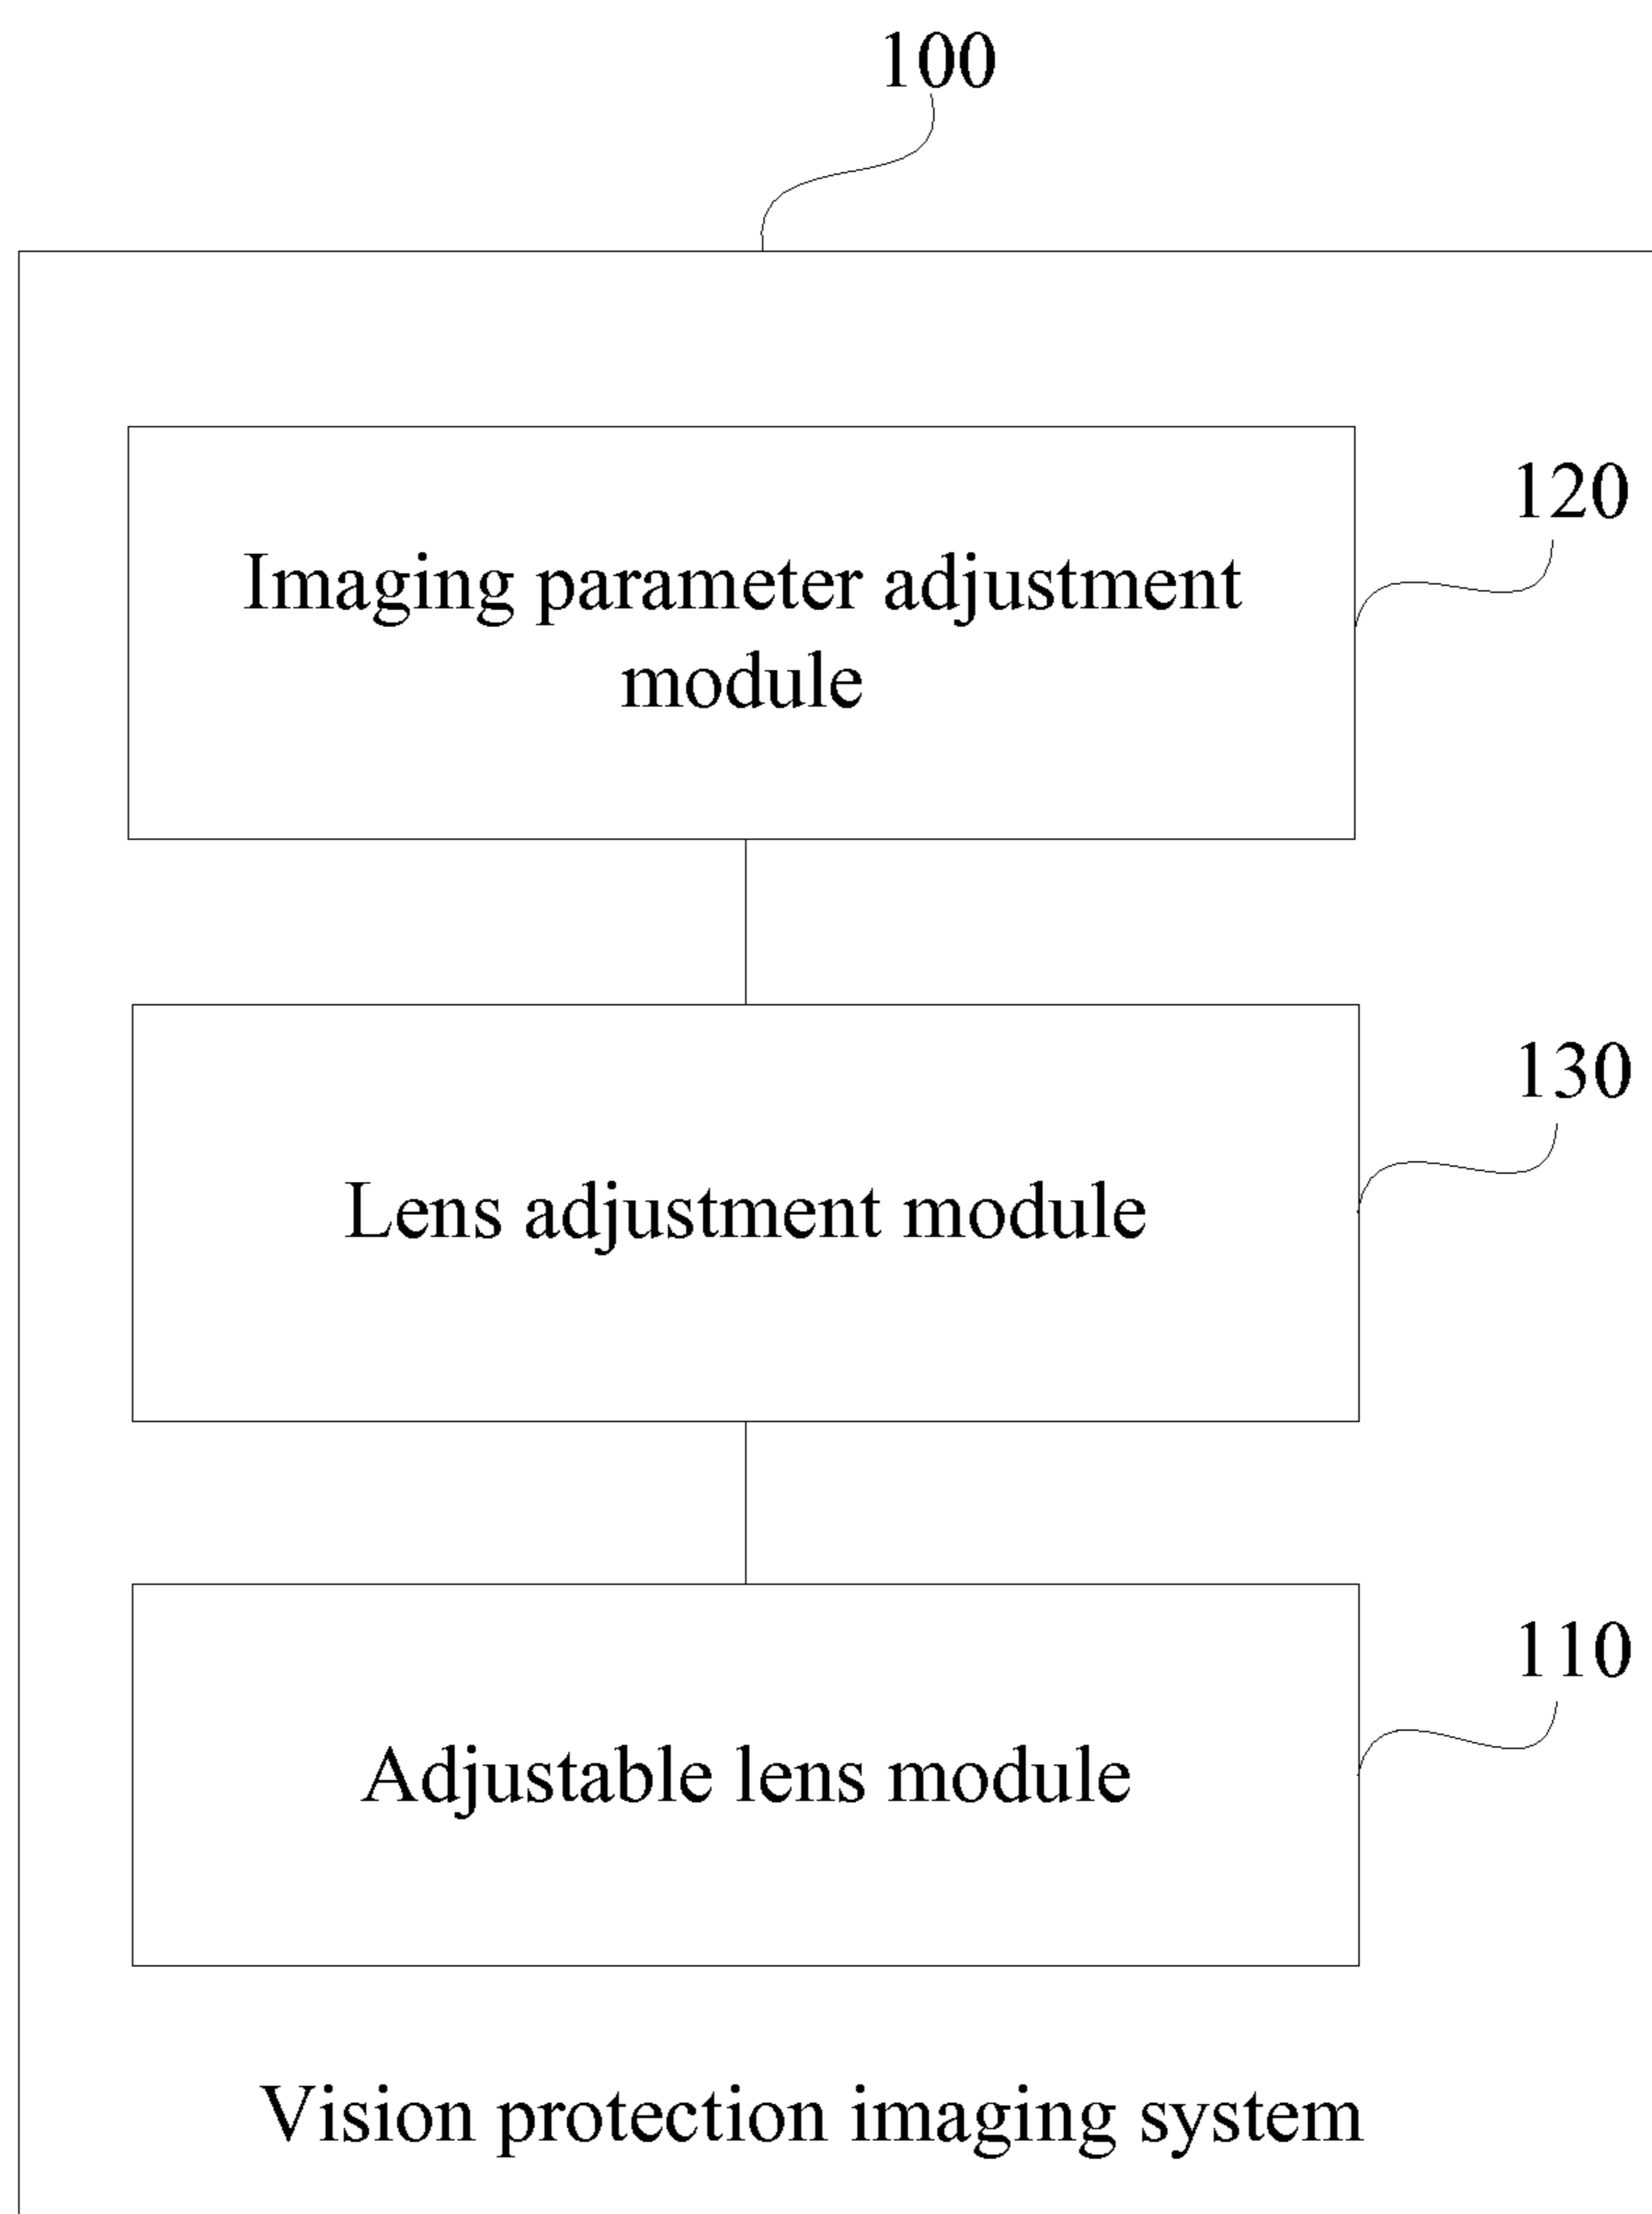 100
120
Imaging parameter adjustment
module
130
Lens adjustment module
110
Adjustable lens module
Vision protection imaging system